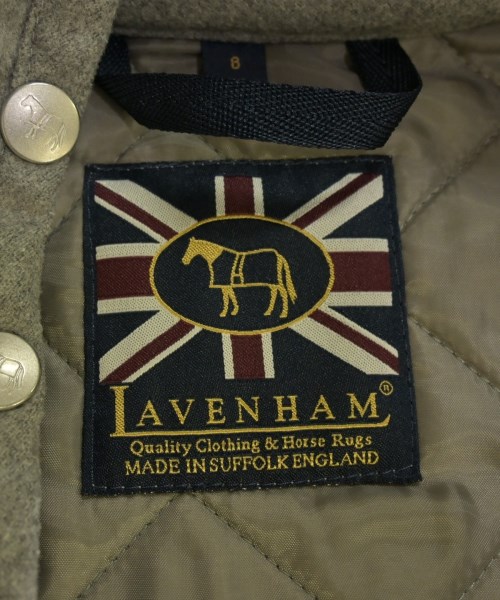 8
LAVENHAM®
Quality Clothing & Horse Rugs
MADE IN SUFFOLK ENGLAND